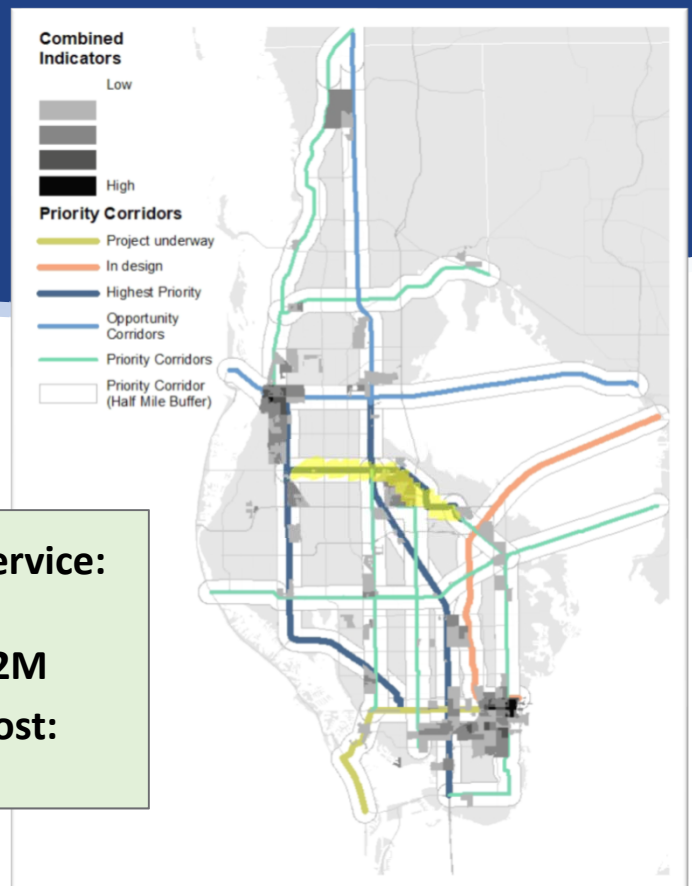 Combined
Indicators
Low
High
Priority Corridors
Project underway
In design
Highest Priority
Opportunity
Corridors
Priority Corridors
Priority Corridor
(Half Mile Buffer)
ervice:
2M
ost: